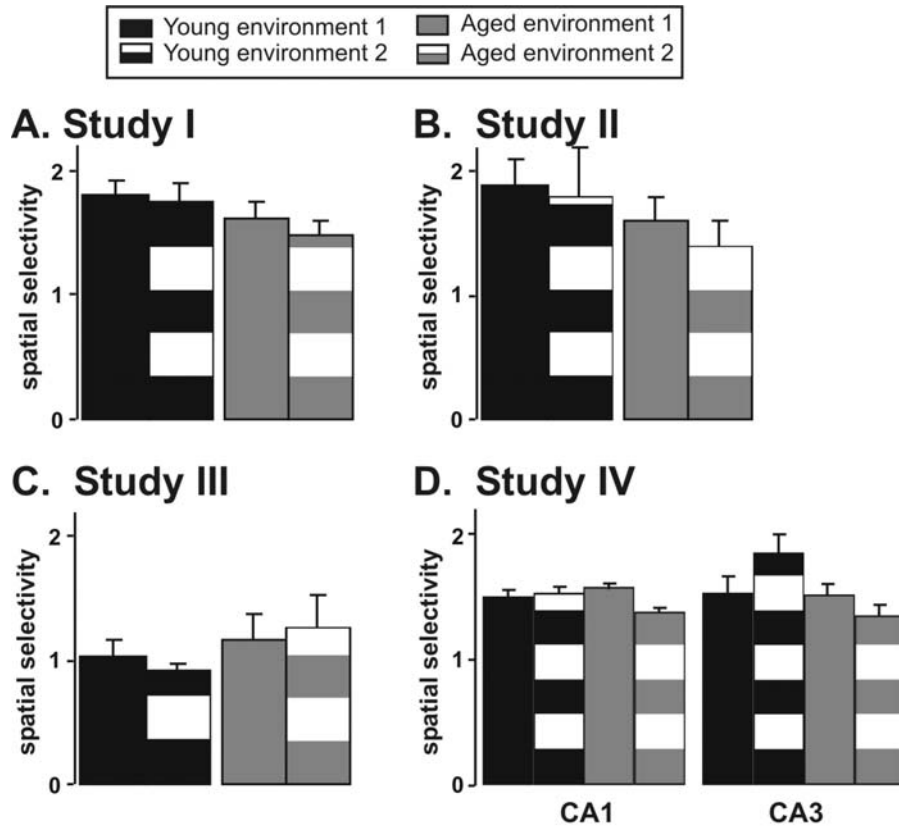 Young environment 1
Aged environment 1
Young environment 2
Aged environment 2
A. Study I
B. Study II
spatial selectivity
2
1
0
spatial selectivity
2
1
0
C. Study III
D. Study IV
spatial selectivity
2
1
0
spatial selectivity
2
1
0
CA1
CA3